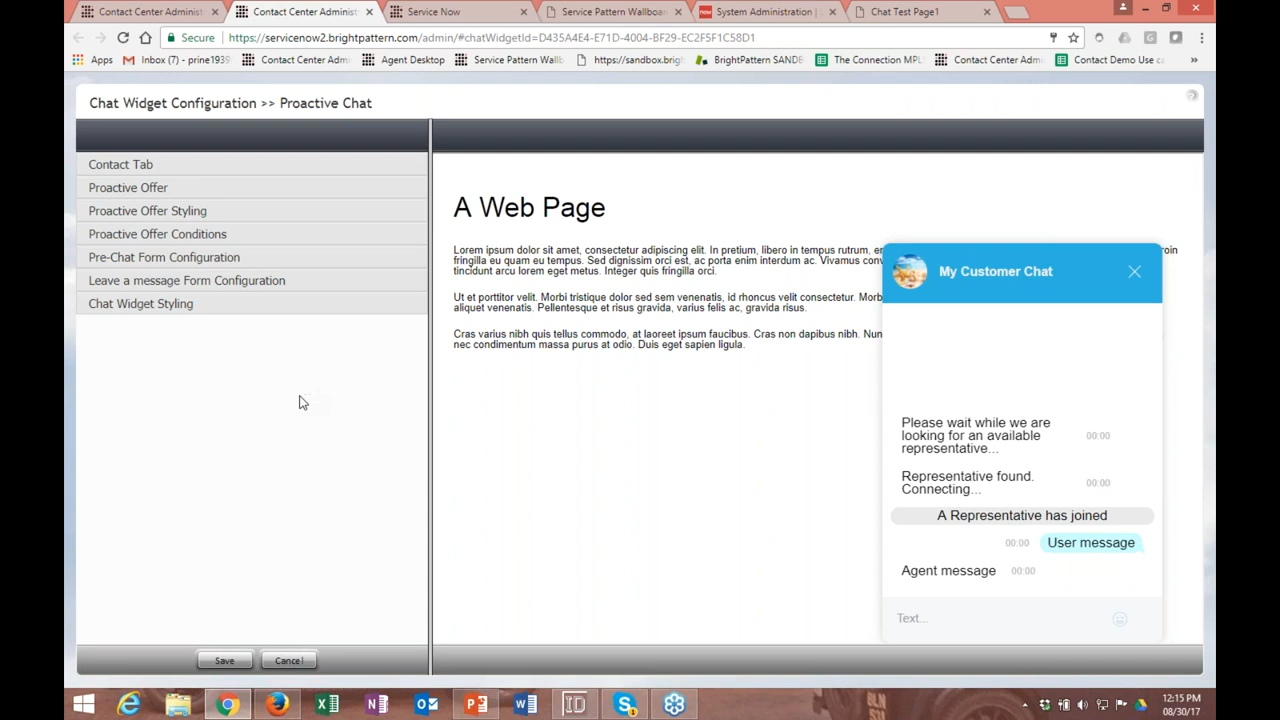 Contact Center Administ
Contact Center Administ
Service Now
Service Pattern Wallboar
System Administration | S
Chat Test Page1
Secure
https://servicenow2.brightpattern.com/admin/#chatWidgetId=D435A4E4-E71D-4004-BF29-EC2F5F1C58D1
Apps
Inbox (7) - prine1939
Contact Center Adm
Agent Desktop
Service Pattern Wallb
https://sandbox.brig
BrightPattern SANDB
The Connection MPL
Contact Center Adm
Contact Demo Use ca
Chat Widget Configuration >> Proactive Chat
Contact Tab
Proactive Offer
Proactive Offer Styling
Proactive Offer Conditions
Pre-Chat Form Configuration
Leave a message Form Configuration
Chat Widget Styling
Save
Cancel
A Web Page
Lorem ipsum dolor sit amet, consectetur adipiscing elit. In pretium, libero in tempus rutrum, er roin
fringilla eu quam eu tempus. Sed dignissim orci est, ac porta enim interdum ac. Vivamus conv
tincidunt arcu lorem eget metus. Integer quis fringilla orci.
Ut et porttitor velit. Morbi tristique dolor sed sem venenatis, id rhoncus velit consectetur. Morb
aliquet venenatis. Pellentesque et risus gravida, varius felis ac, gravida risus.
Cras varius nibh quis tellus commodo, at laoreet ipsum faucibus. Cras non dapibus nibh. Nun
nec condimentum massa purus at odio. Duis eget sapien ligula.
My Customer Chat
Please wait while we are
looking for an available
representative...
00:00
Representative found.
Connecting...
00:00
A Representative has joined
00:00 User message
Agent message 00:00
Text...
12:15 PM
08/30/17